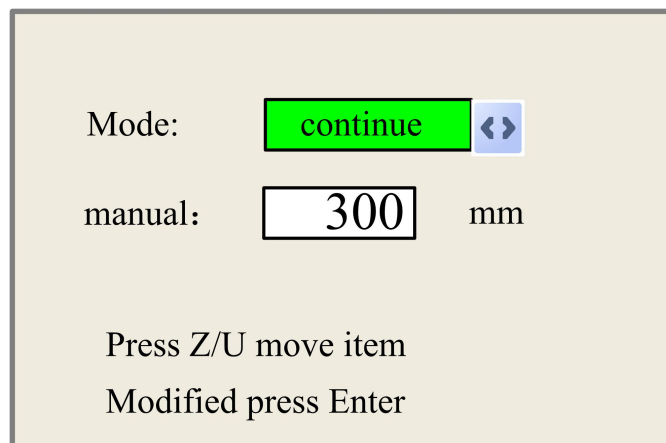 Mode: continue
manual： 300 mm
Press Z/U move item
Modified press Enter